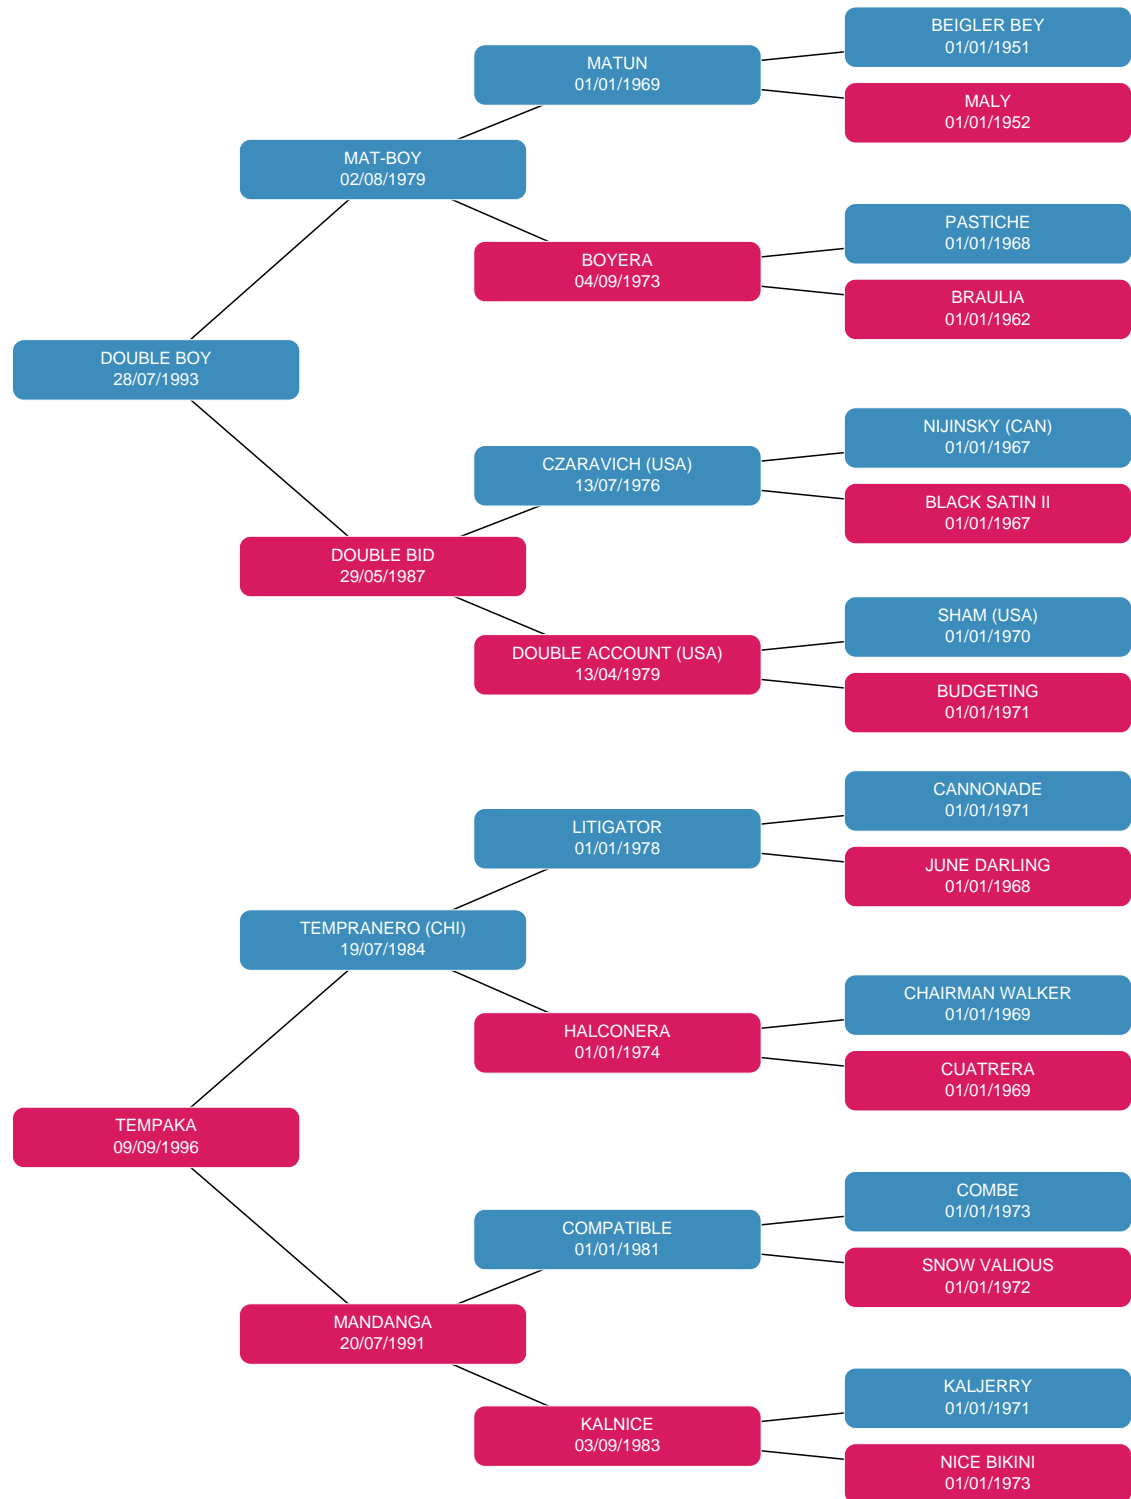 BEIGLER BEY
01/01/1951
MATUN
01/01/1969
MALY
01/01/1952
MAT-BOY
02/08/1979
PASTICHE
01/01/1968
BOYERA
04/09/1973
BRAULIA
01/01/1962
DOUBLE BOY
28/07/1993
NIJINSKY (CAN)
01/01/1967
CZARAVICH (USA)
13/07/1976
BLACK SATIN II
01/01/1967
DOUBLE BID
29/05/1987
SHAM (USA)
01/01/1970
DOUBLE ACCOUNT (USA)
13/04/1979
BUDGETING
01/01/1971
CANNONADE
01/01/1971
LITIGATOR
01/01/1978
JUNE DARLING
01/01/1968
TEMPRANERO (CHI)
19/07/1984
CHAIRMAN WALKER
01/01/1969
HALCONERA
01/01/1974
CUATRERA
01/01/1969
TEMPAKA
09/09/1996
COMBE
01/01/1973
COMPATIBLE
01/01/1981
SNOW VALIOUS
01/01/1972
MANDANGA
20/07/1991
KALJERRY
01/01/1971
KALNICE
03/09/1983
NICE BIKINI
01/01/1973